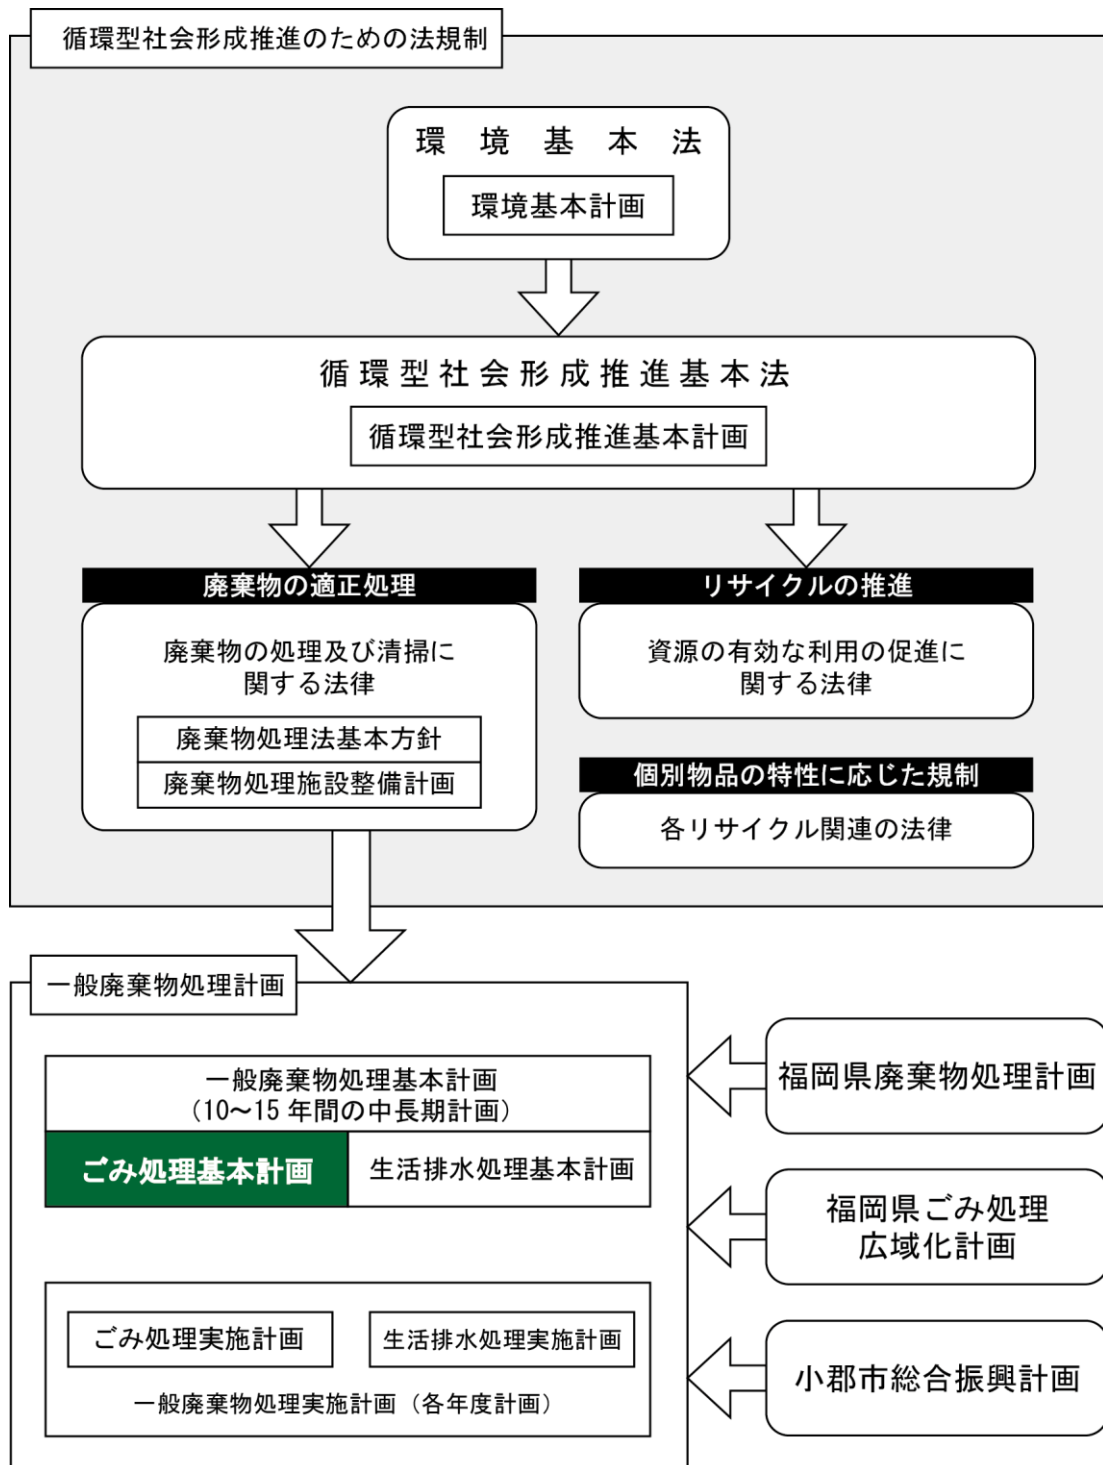 循環型社会形成推進のための法規制
環境基本法
環境基本計画
循環型社会形成推進基本法
循環型社会形成推進基本計画
廃棄物の適正処理
廃棄物の処理及び清掃に
関する法律
廃棄物処理法基本方針
廃棄物処理施設整備計画
リサイクルの推進
資源の有効な利用の促進に
関する法律
個別物品の特性に応じた規制
各リサイクル関連の法律
一般廃棄物処理計画
一般廃棄物処理基本計画
（10～15 年間の中長期計画）
ごみ処理基本計画
生活排水処理基本計画
ごみ処理実施計画
生活排水処理実施計画
一般廃棄物処理実施計画（各年度計画）
福岡県廃棄物処理計画
福岡県ごみ処理
広域化計画
小郡市総合振興計画